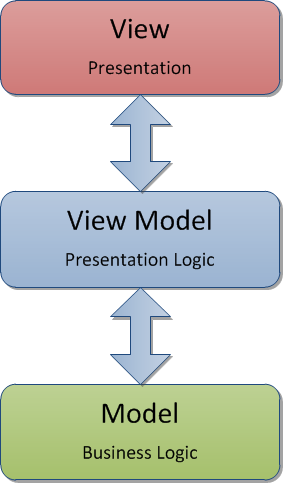 View
Presentation
View Model
Presentation Logic
Model
Business Logic